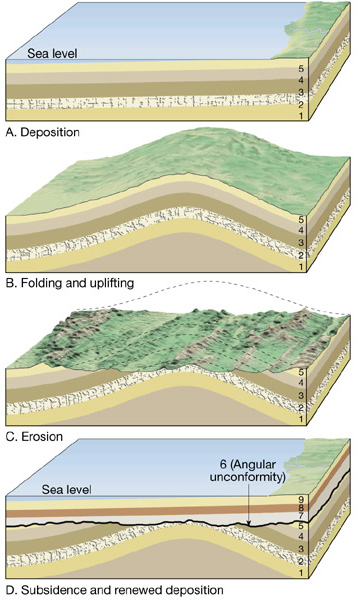 Sea level
5
4
3
2
1
A. Deposition
5
4
3
2
1
B. Folding and uplifting
5
4
3
2
1
C. Erosion
6 (Angular
unconformity)
Sea level
9
8
7
5
4
3
2
1
D. Subsidence and renewed deposition